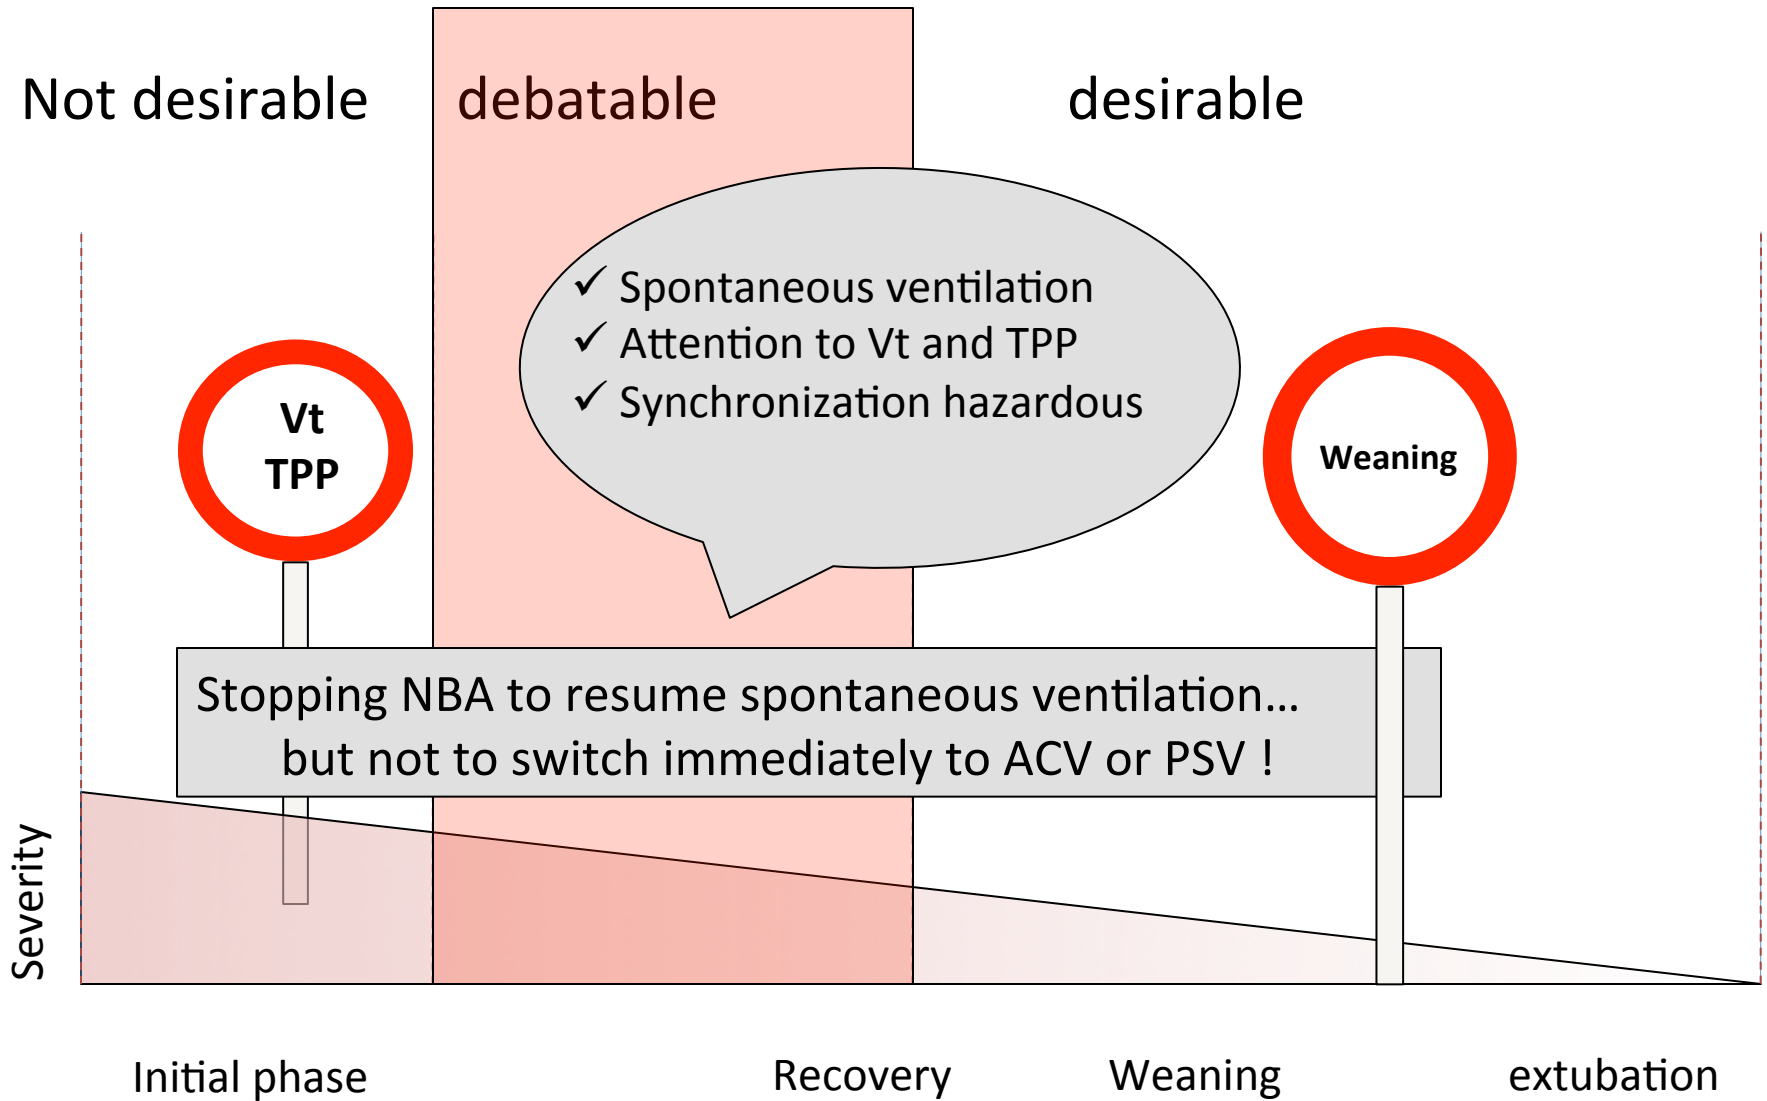 Not desirable
debatable
desirable
✓ Spontaneous ventilation
✓ Attention to Vt and TPP
✓ Synchronization hazardous
Vt
TPP
Weaning
Stopping NBA to resume spontaneous ventilation...
but not to switch immediately to ACV or PSV !
Severity
Initial phase
Recovery
Weaning
extubation